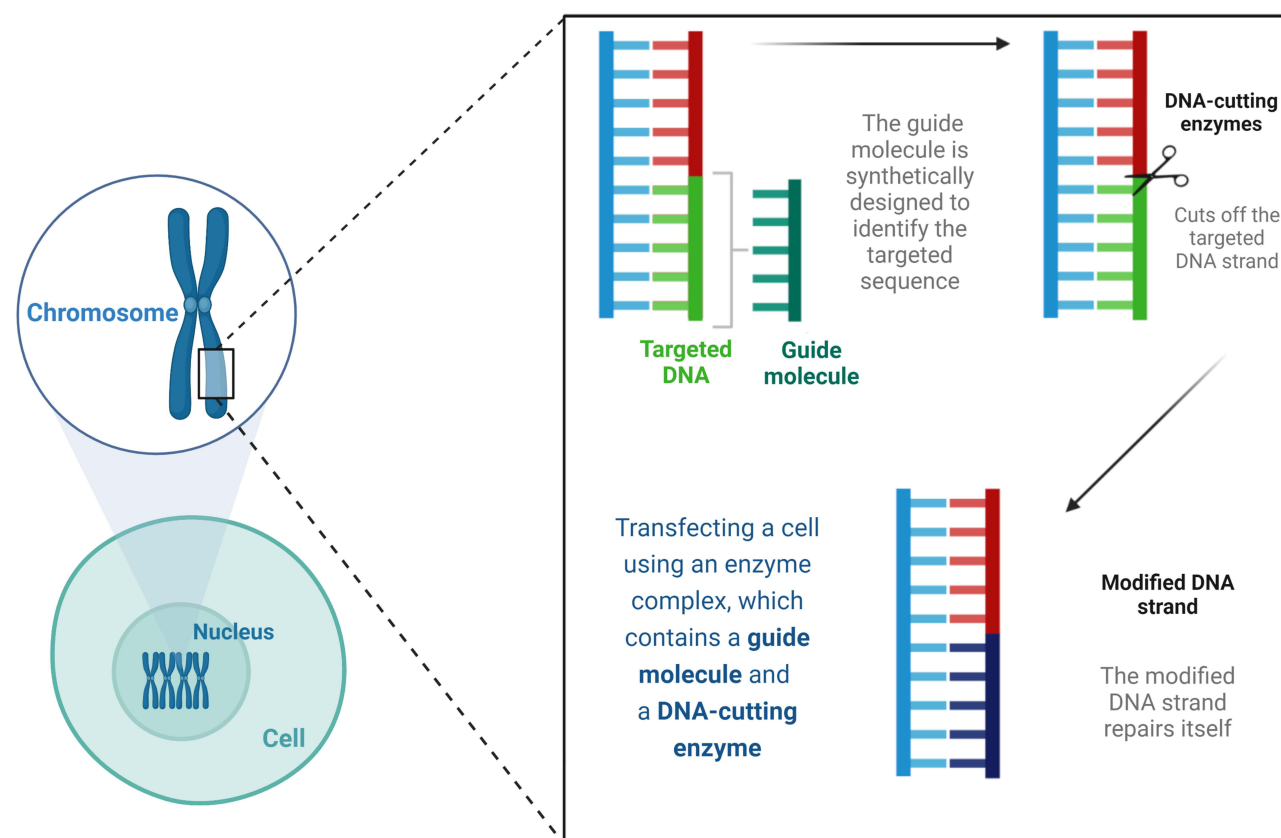 Chromosome
Nucleus
Cell
Targeted
DNA
Guide
molecule
The guide
molecule is
synthetically
designed to
identify the
targeted
sequence
DNA-cutting
enzymes
Cuts off the
targeted
DNA strand
Transfecting a cell
using an enzyme
complex, which
contains a guide
molecule and
a DNA-cutting
enzyme
Modified DNA
strand
The modified
DNA strand
repairs itself